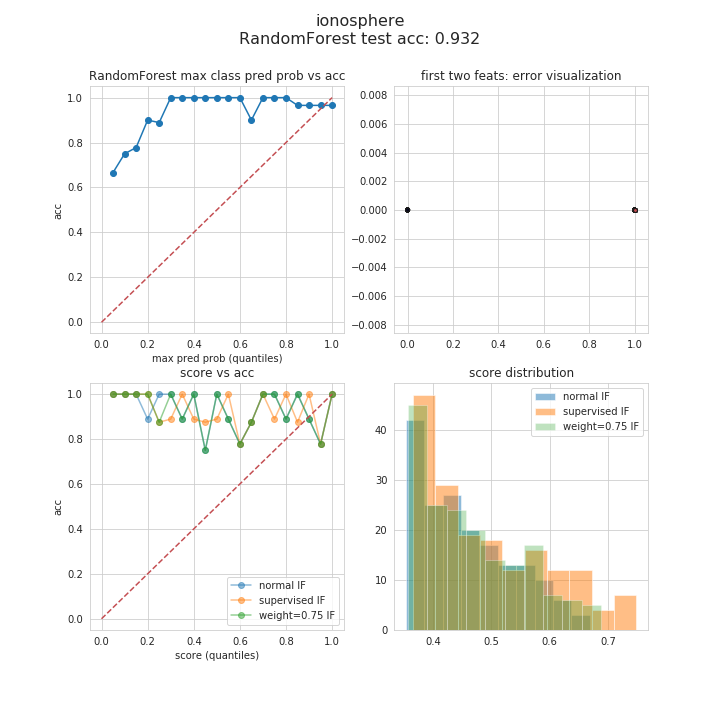 ionosphere
RandomForest test acc: 0.932
RandomForest max class pred prob vs acc
1.0
0.8
0.6
0.4
0.2
0.0
acc
0.0 0.2 0.4 0.6 0.8 1.0
max pred prob (quantiles)
first two feats: error visualization
0.008
0.006
0.004
0.002
0.000
−0.002
−0.004
−0.006
−0.008
0.0 0.2 0.4 0.6 0.8 1.0
score vs acc
1.0
0.8
0.6
0.4
0.2
0.0
acc
normal IF
supervised IF
weight=0.75 IF
0.0 0.2 0.4 0.6 0.8 1.0
score (quantiles)
score distribution
normal IF
supervised IF
weight=0.75 IF
40
30
20
10
0
0.4 0.5 0.6 0.7